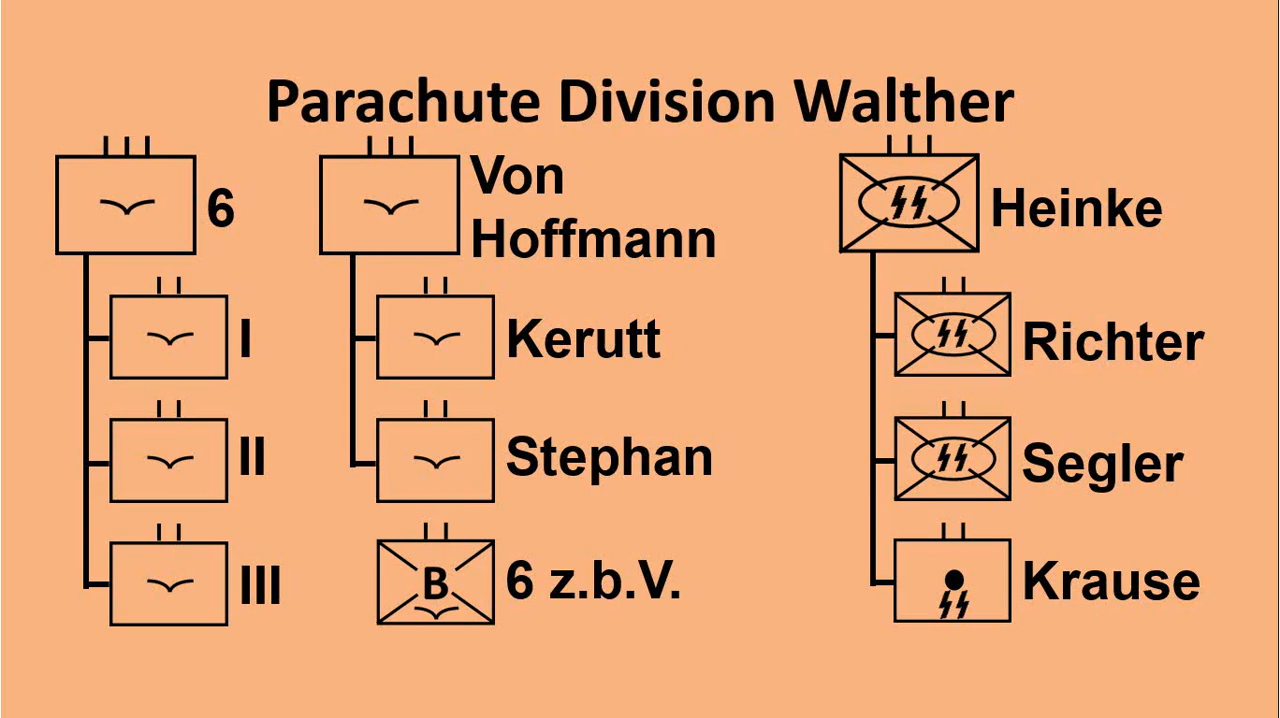 Parachute Division Walther
6
Von
Hoffmann
Heinke
I
Kerutt
Richter
II
Stephan
Segler
III
B
6 z.b.V.
Krause